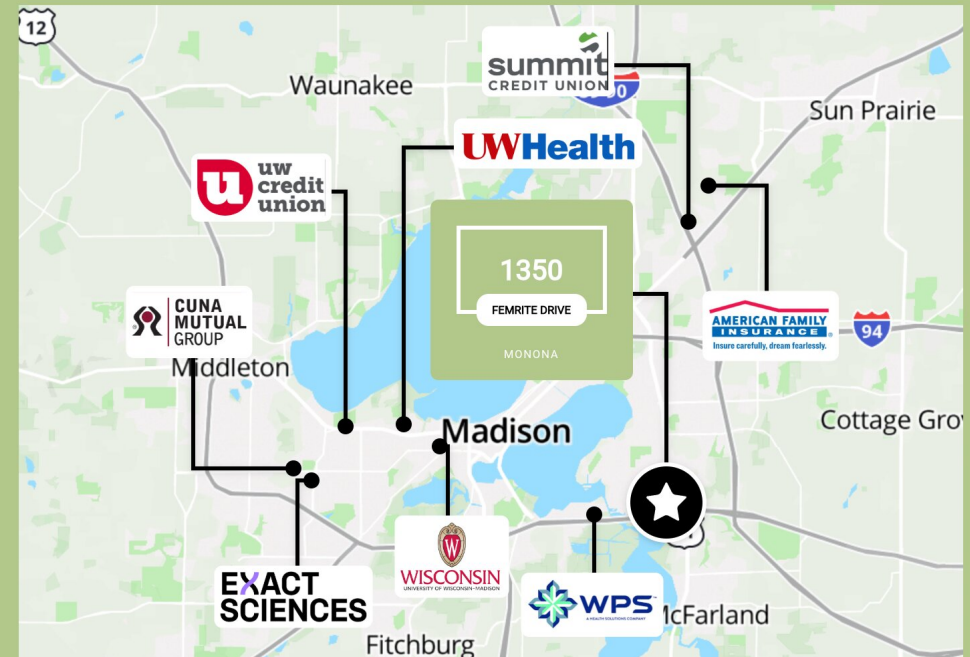 12
summit
CREDIT UNION
90
Waunakee
Sun Prairie
UWHealth
uw
credit
union
1350
FEMRITE DRIVE
MONONA
CUNA
MUTUAL
GROUP
AMERICAN FAMILY
INSURANCE
Insure carefully, dream fearlessly.
94
Middleton
Cottage Gro
Madison
W
WISCONSIN
UNIVERSITY OF WISCONSIN-MADISON
EXACT
SCIENCES
WPS
A HEALTH SOLUTIONS COMPANY
McFarland
Fitchburg